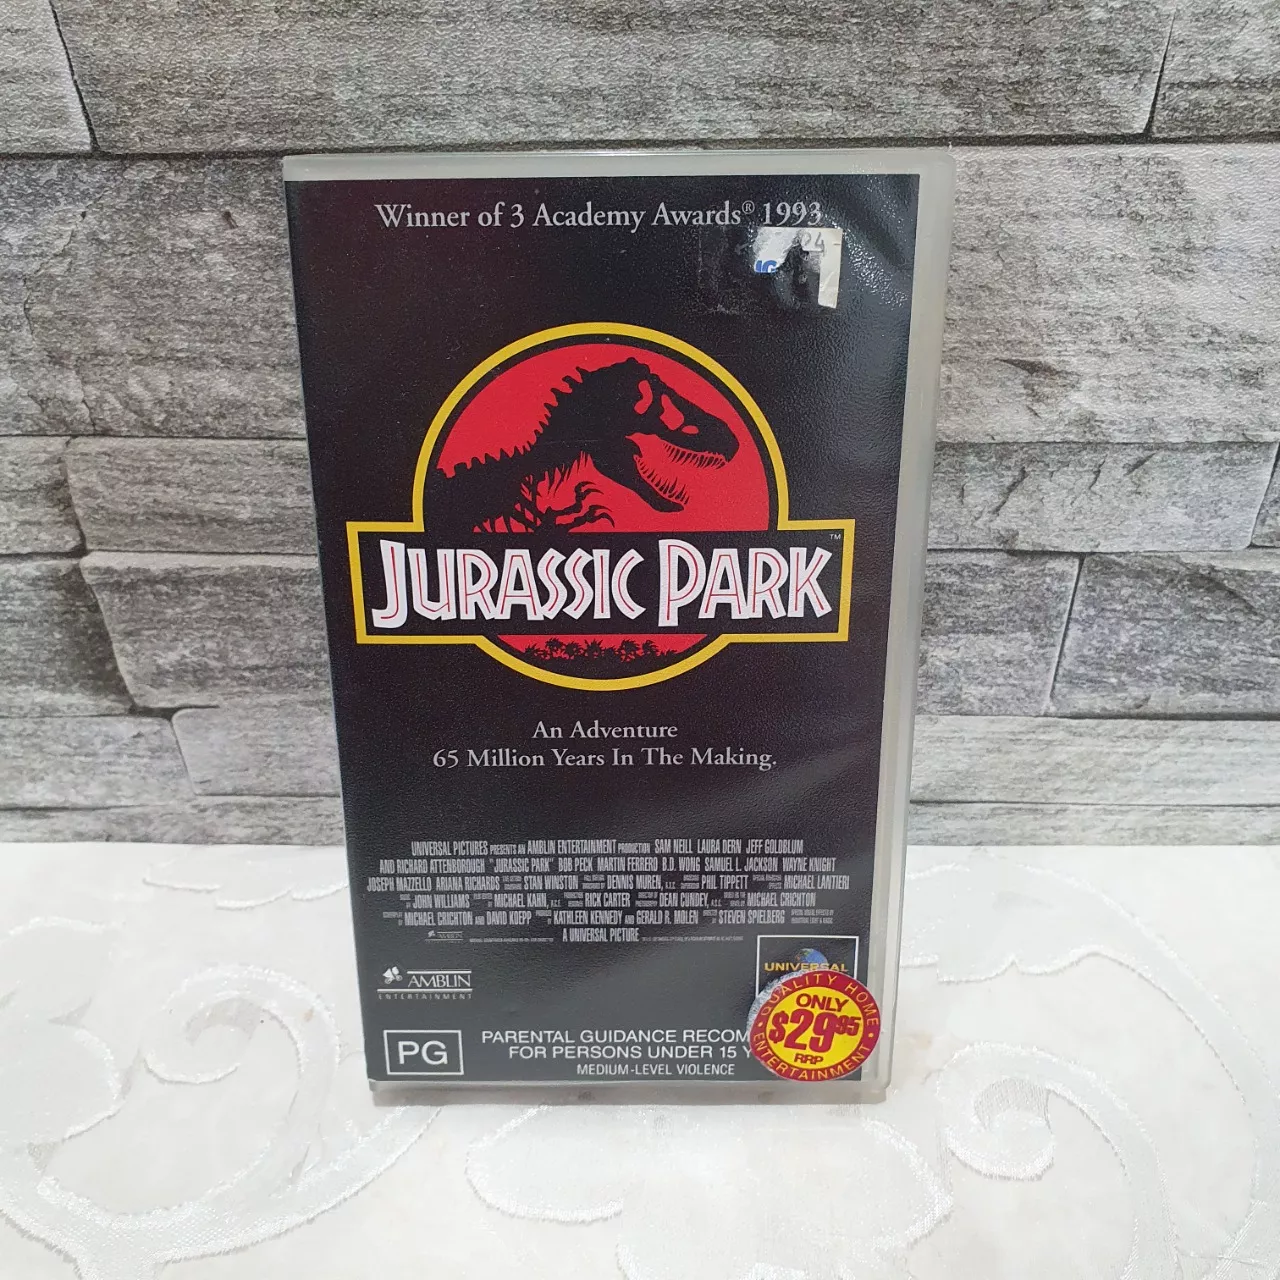 Winner of 3 Academy Awards® 1993
24
JURASSIC PARK™
An Adventure
65 Million Years In The Making.
UNIVERSAL PICTURES PRESENTS AN AMBLIN ENTERTAINMENT PRODUCTION SAM NEILL LAURA DERN JEFF GOLDBLUM
AND RICHARD ATTENBOROUGH "JURASSIC PARK" BOB PECK MARTIN FERRERO B.D. WONG SAMUEL L. JACKSON WAYNE KNIGHT
JOSEPH MAZZELLO ARIANA RICHARDS STAN WINSTON DENNIS MUREN, A.S.C. PHIL TIPPETT MICHAEL LANTIERI
JOHN WILLIAMS MICHAEL KAHN, A.C.E. RICK CARTER DEAN CUNDEY, A.S.C. MICHAEL CRICHTON
MICHAEL CRICHTON AND DAVID KOEPP KATHLEEN KENNEDY AND GERALD R. MOLEN STEVEN SPIELBERG
A UNIVERSAL PICTURE
UNIVERSAL
AMBLIN
ENTERTAINMENT
QUALITY HOME ENTERTAINMENT
ONLY
$29.95
RRP
PG
PARENTAL GUIDANCE RECOM
FOR PERSONS UNDER 15 Y
MEDIUM-LEVEL VIOLENCE